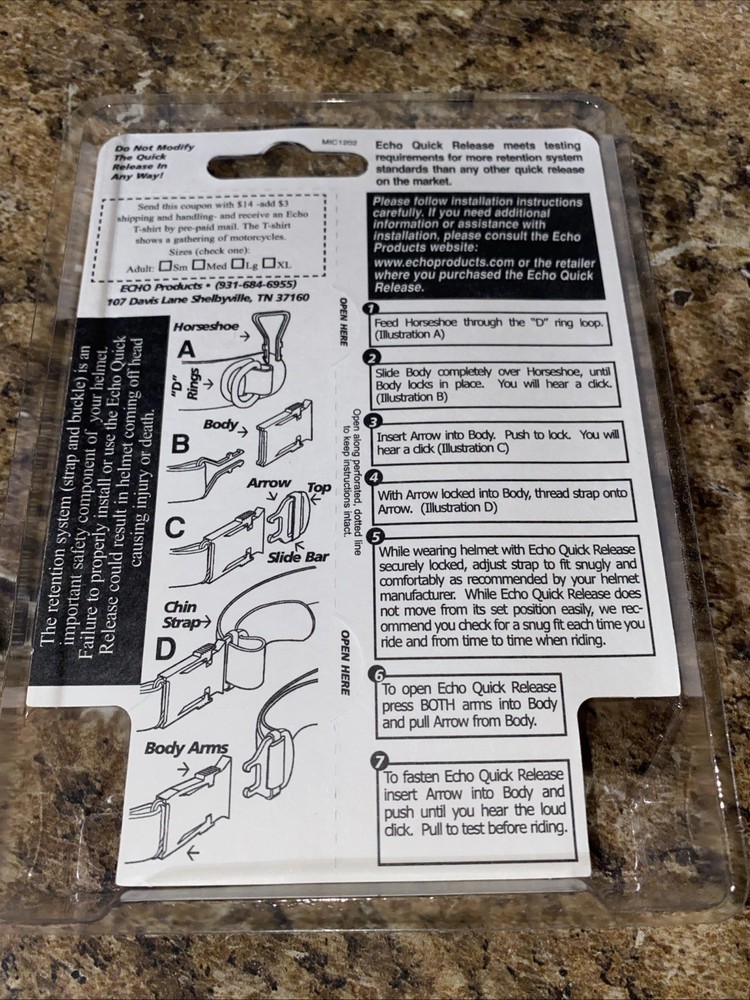 Do Not Modify
The Quick
Release In
Any Way!
MIC1202
Send this coupon with $14 -add $3
shipping and handling- and receive an Echo
T-shirt by pre-paid mail. The T-shirt
shows a gathering of motorcycles.
Sizes (check one):
Adult: ☐Sm ☐Med ☐Lg ☐XL
ECHO Products • (931-684-6955)
107 Davis Lane Shelbyville, TN 37160
The retention system (strap and buckle) is an
important safety component of your helmet.
Failure to properly install or use the Echo Quick
Release could result in helmet coming off head
causing injury or death.
Horseshoe
A
"D"
Rings
Body
B
Arrow
Top
C
Slide Bar
Chin
Strap
D
Body Arms
OPEN HERE
Open along perforated, dotted line
to keep instructions intact.
OPEN HERE
Echo Quick Release meets testing
requirements for more retention system
standards than any other quick release
on the market.
Please follow installation instructions
carefully. If you need additional
information or assistance with
installation, please consult the Echo
Products website:
www.echoproducts.com or the retailer
where you purchased the Echo Quick
Release.
1
Feed Horseshoe through the "D" ring loop.
(Illustration A)
2
Slide Body completely over Horseshoe, until
Body locks in place. You will hear a click.
(Illustration B)
3
Insert Arrow into Body. Push to lock. You will
hear a click (Illustration C)
4
With Arrow locked into Body, thread strap onto
Arrow. (Illustration D)
5
While wearing helmet with Echo Quick Release
securely locked, adjust strap to fit snugly and
comfortably as recommended by your helmet
manufacturer. While Echo Quick Release does
not move from its set position easily, we rec-
ommend you check for a snug fit each time you
ride and from time to time when riding.
6
To open Echo Quick Release
press BOTH arms into Body
and pull Arrow from Body.
7
To fasten Echo Quick Release
insert Arrow into Body and
push until you hear the loud
click. Pull to test before riding.